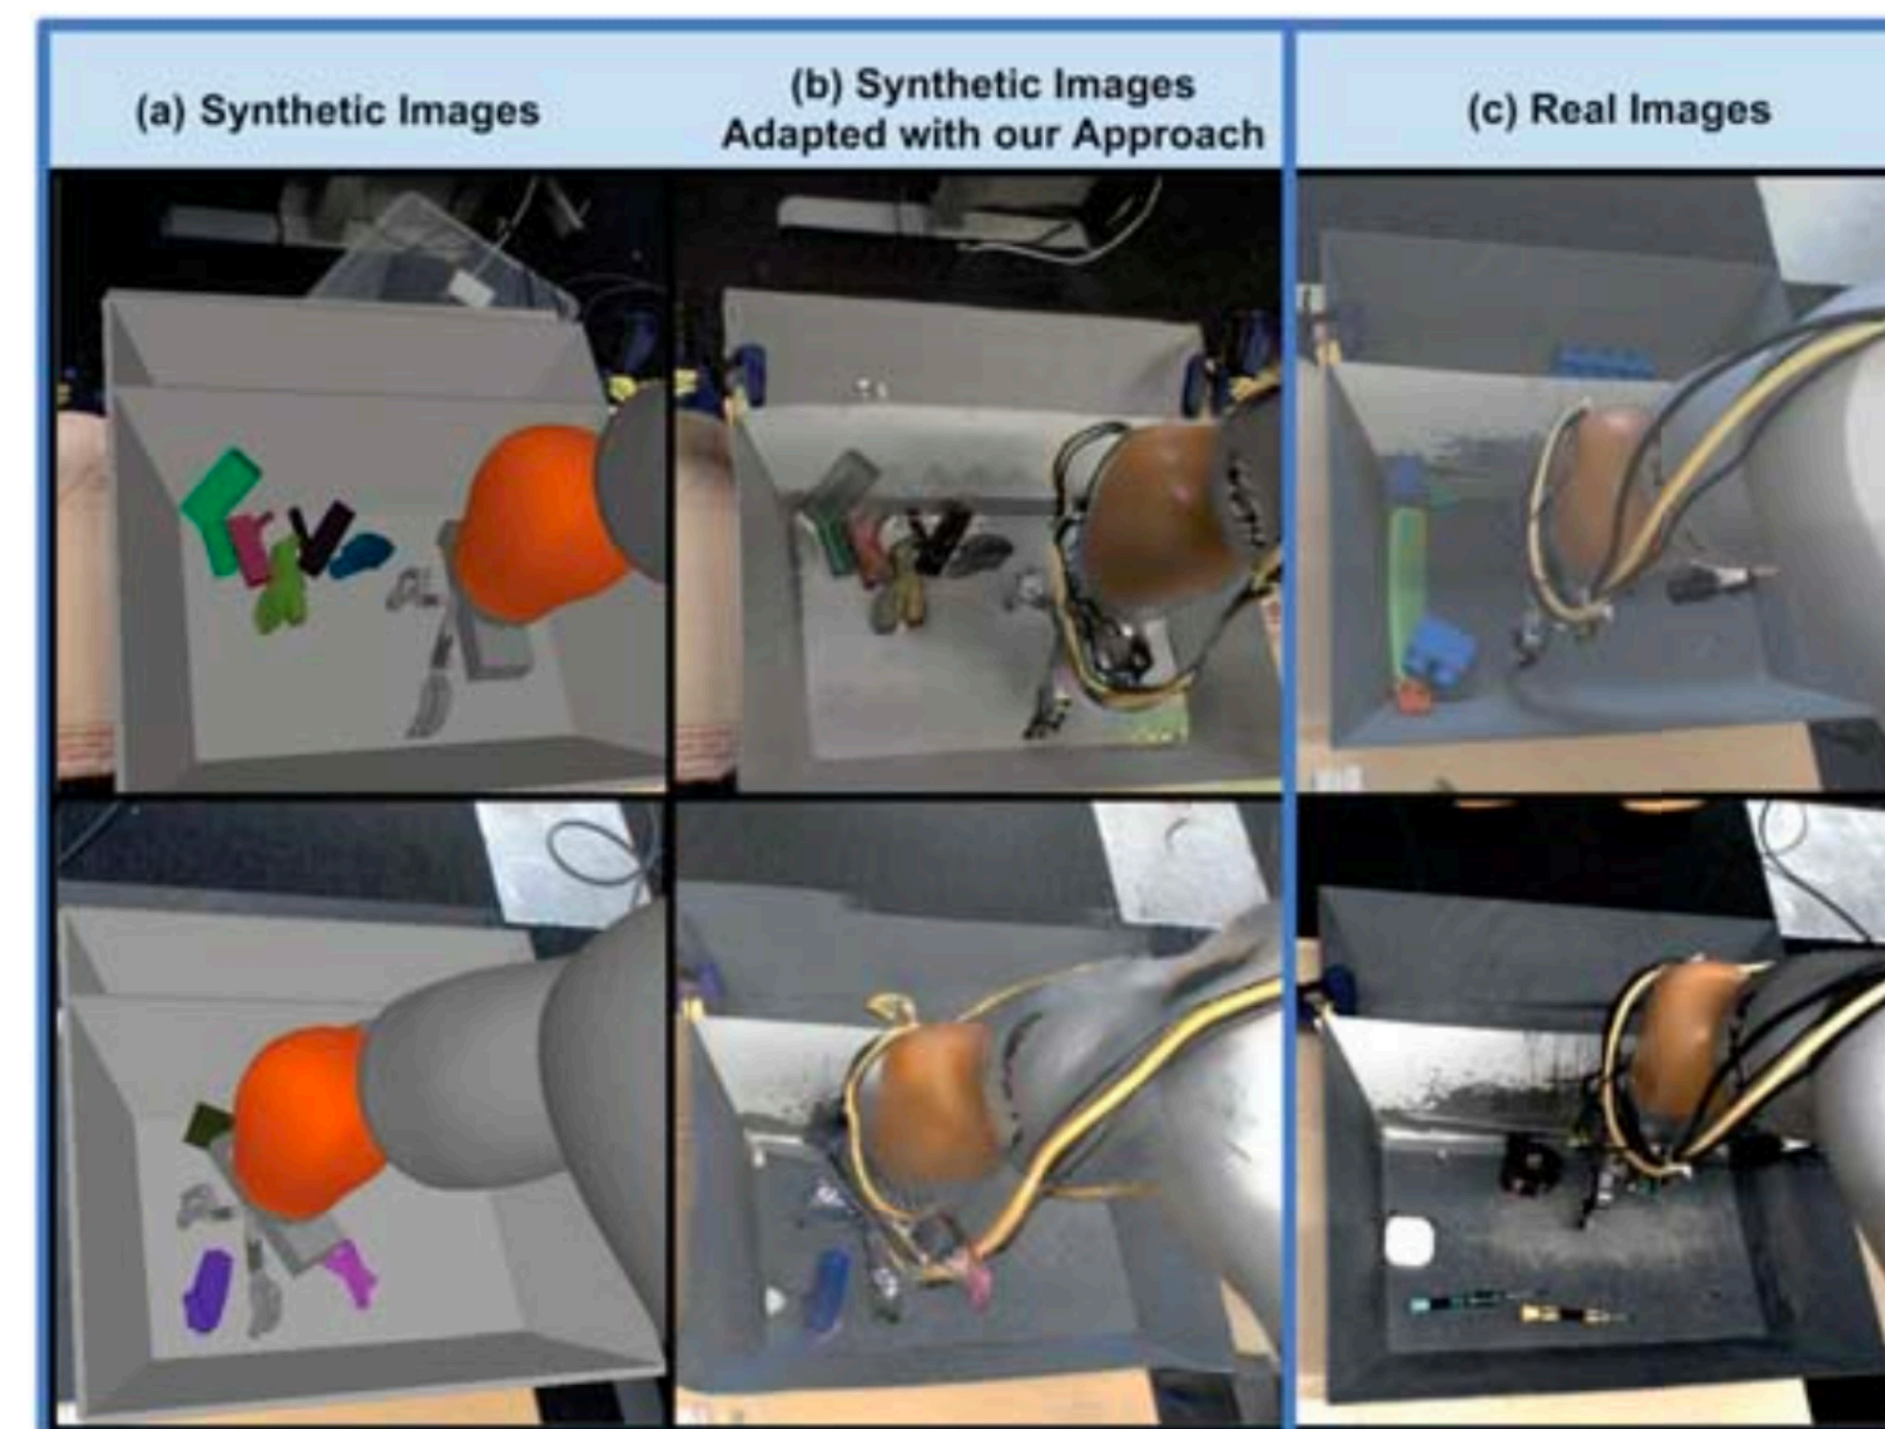 (a) Synthetic Images
(b) Synthetic Images
Adapted with our Approach
(c) Real Images